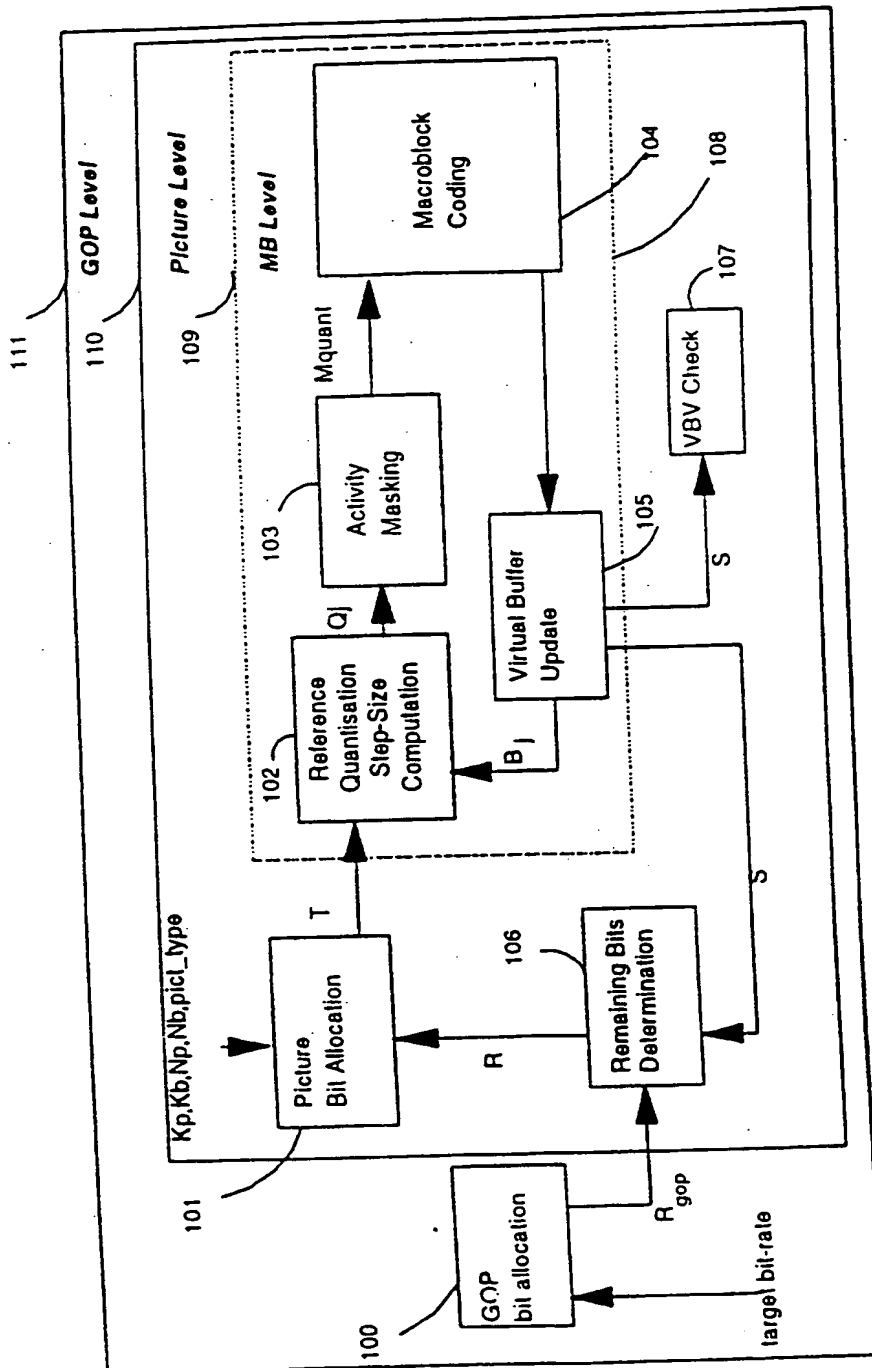 111
GOP Level
110
Picture Level
109
MB Level
Kp,Kb,Np,Nb,pict_type
101
Picture
Bit Allocation
T
102
Reference
Quantisation
Step-Size
Computation
Qj
103
Activity
Masking
Mquant
Macroblock
Coding
104
108
B j
Virtual Buffer
Update
105
S
VBV Check
107
S
R
106
Remaining Bits
Determination
100
GOP
bit allocation
R gop
target bit-rate